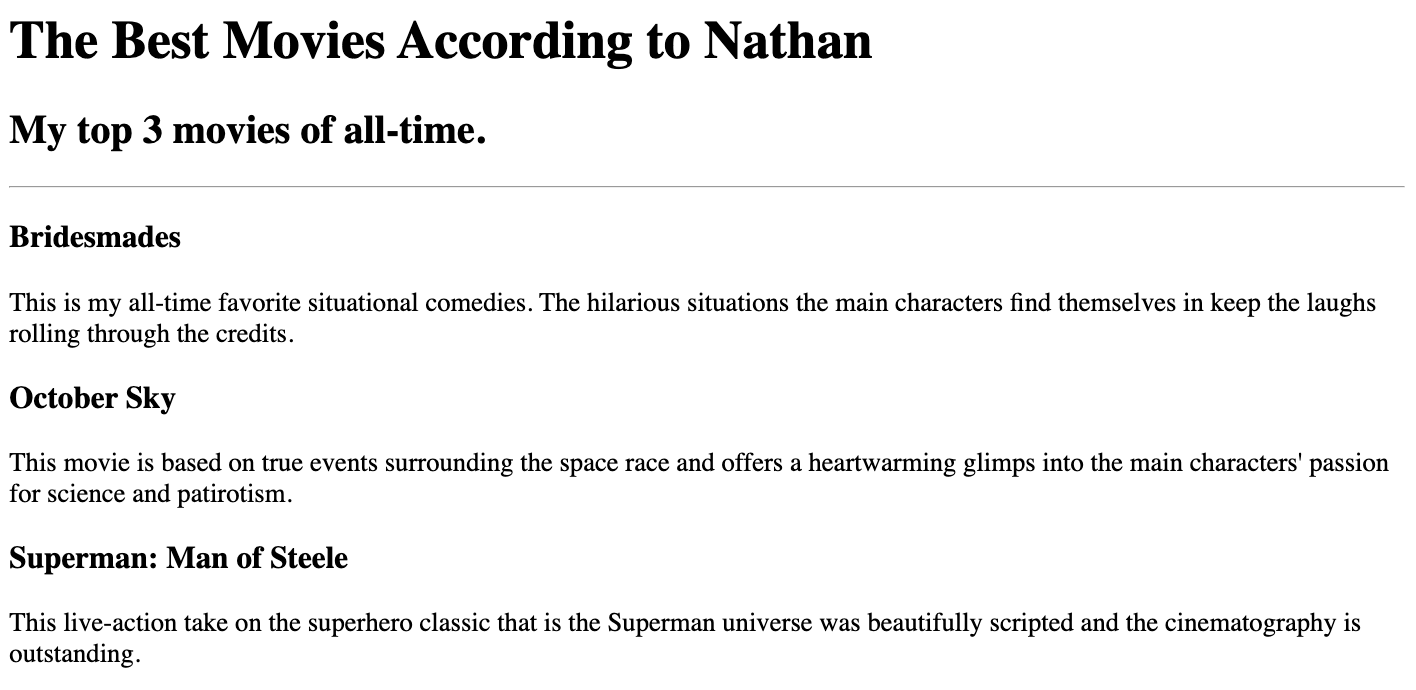 The Best Movies According to Nathan
My top 3 movies of all-time.
Bridesmades
This is my all-time favorite situational comedies. The hilarious situations the main characters find themselves in keep the laughs
rolling through the credits.
October Sky
This movie is based on true events surrounding the space race and offers a heartwarming glimps into the main characters' passion
for science and patirotism.
Superman: Man of Steele
This live-action take on the superhero classic that is the Superman universe was beautifully scripted and the cinematography is
outstanding.